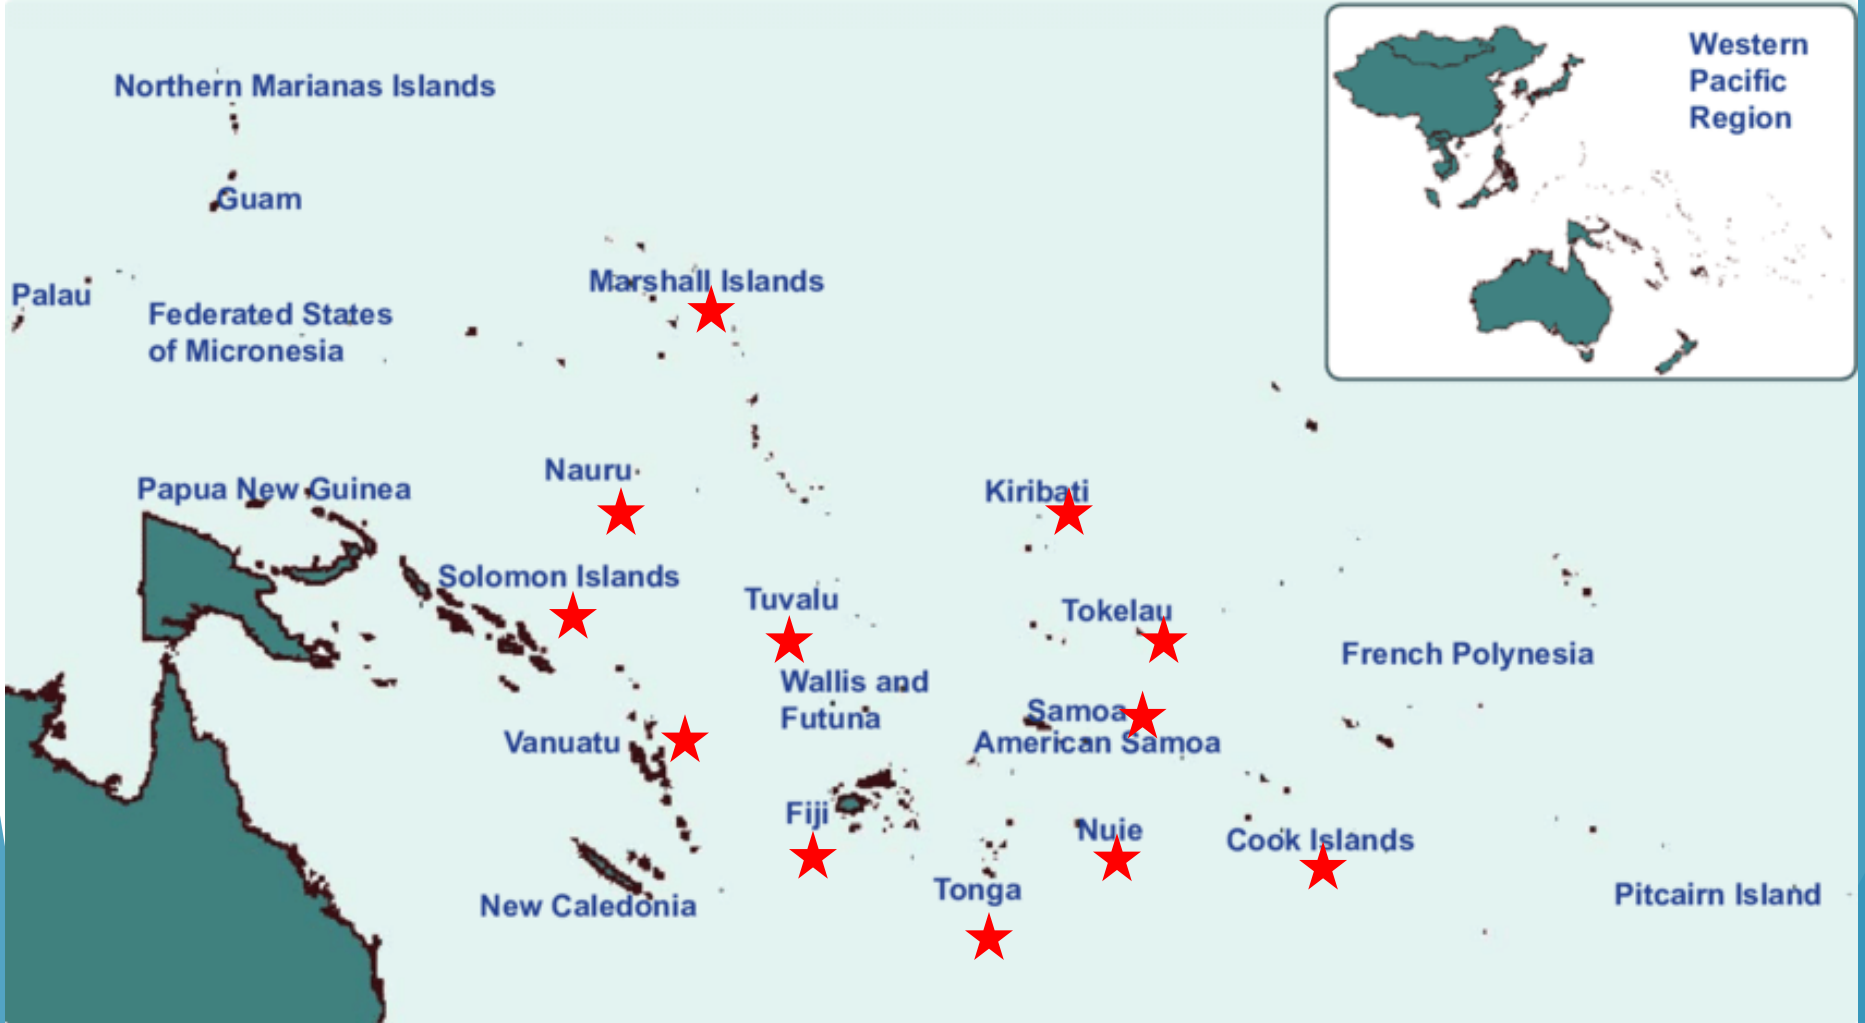 Western
Pacific
Region
Northern Marianas Islands
Guam
Palau
Federated States
of Micronesia
Marshall Islands
Nauru
Papua New Guinea
Kiribati
Solomon Islands
Tuvalu
Tokelau
French Polynesia
Wallis and
Futuna
Samoa
American Samoa
Vanuatu
Fiji
Nuie
Cook Islands
Tonga
New Caledonia
Pitcairn Island